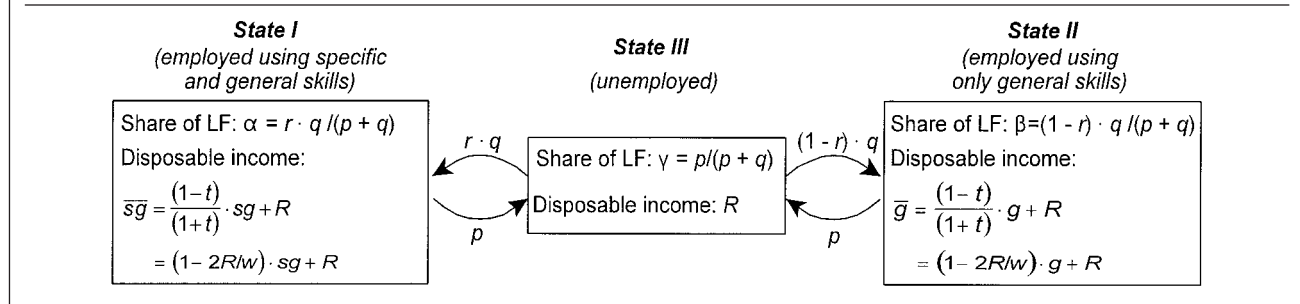 State I
(employed using specific
and general skills)
Share of LF: α = r · q /(p + q)
Disposable income:
s̅g̅ = (1−t)/(1+t) · sg + R
= (1− 2R/w) · sg + R
r · q
p
State III
(unemployed)
Share of LF: γ = p/(p + q)
Disposable income: R
(1 - r) · q
p
State II
(employed using
only general skills)
Share of LF: β=(1 - r) · q /(p + q)
Disposable income:
g̅ = (1− t)/(1+ t) · g + R
= (1− 2R/w) · g + R